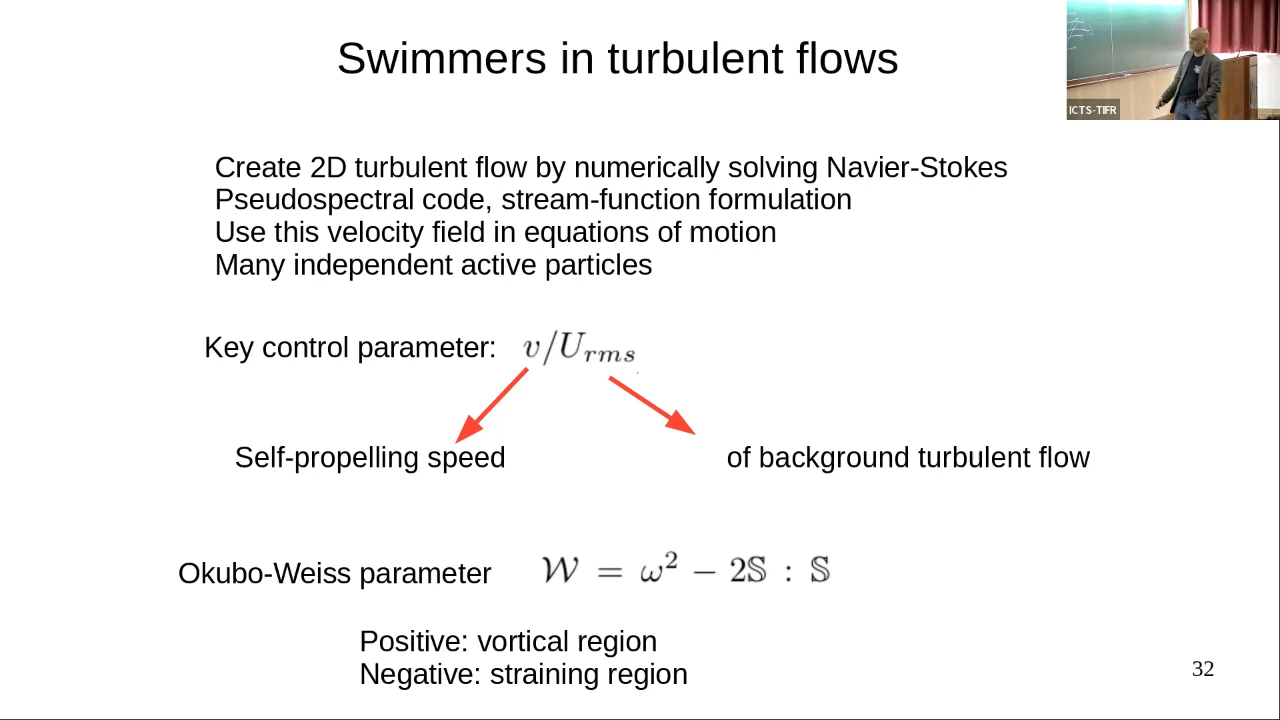 Swimmers in turbulent flows
ICTS-TIFR
Create 2D turbulent flow by numerically solving Navier-Stokes
Pseudospectral code, stream-function formulation
Use this velocity field in equations of motion
Many independent active particles
Key control parameter: v/U_{rms}
Self-propelling speed
of background turbulent flow
Okubo-Weiss parameter 𝒲 = ω² − 2𝕊 : 𝕊
Positive: vortical region
Negative: straining region
32